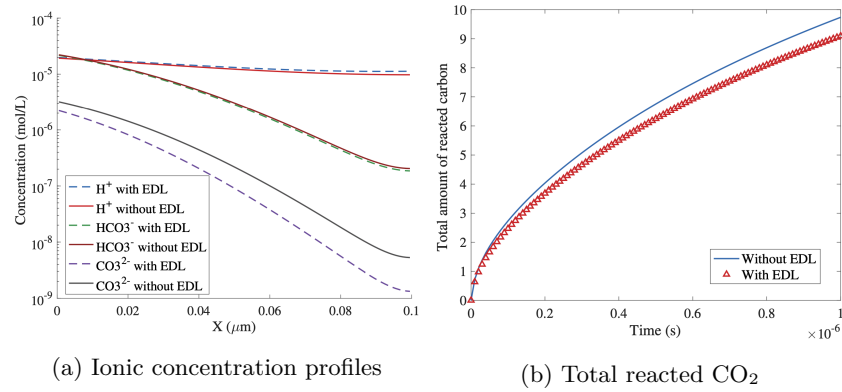 10^-4
10^-5
10^-6
10^-7
10^-8
10^-9
Concentration (mol/L)
H^+ with EDL
H^+ without EDL
HCO3^- with EDL
HCO3^- without EDL
CO3^2- with EDL
CO3^2- without EDL
0 0.02 0.04 0.06 0.08 0.1
X (μm)
(a) Ionic concentration profiles
10
9
8
7
6
5
4
3
2
1
0
Total amount of reacted carbon
Without EDL
With EDL
0 0.2 0.4 0.6 0.8 1
Time (s)
×10^-6
(b) Total reacted CO₂